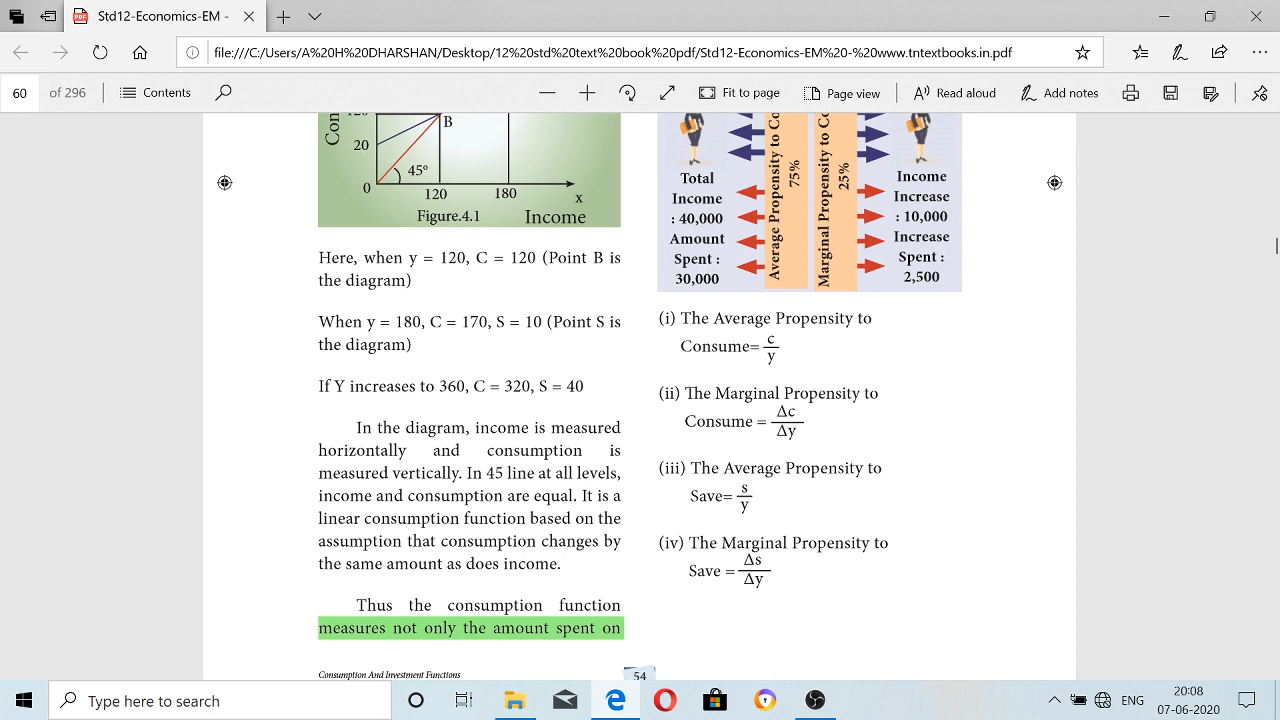 Std12-Economics-EM
file:///C:/Users/A%20H%20DHARSHAN/Desktop/12%20std%20text%20book%20pdf/Std12-Economics-EM%20-%20www.tntextbooks.in.pdf
60 of 296 Contents Fit to page Page view Read aloud Add notes
Con
120
B
20
45°
0
120 180
x
Figure.4.1 Income
Here, when y = 120, C = 120 (Point B is
the diagram)
When y = 180, C = 170, S = 10 (Point S is
the diagram)
If Y increases to 360, C = 320, S = 40
In the diagram, income is measured
horizontally and consumption is
measured vertically. In 45 line at all levels,
income and consumption are equal. It is a
linear consumption function based on the
assumption that consumption changes by
the same amount as does income.
Thus the consumption function
measures not only the amount spent on
Total
Income
: 40,000
Amount
Spent :
30,000
Average Propensity to Co
75%
Marginal Propensity to C
25%
Income
Increase
: 10,000
Increase
Spent :
2,500
(i) The Average Propensity to
Consume= c/y
(ii) The Marginal Propensity to
Consume = Δc/Δy
(iii) The Average Propensity to
Save= s/y
(iv) The Marginal Propensity to
Save = Δs/Δy
Consumption And Investment Functions 54
Type here to search
ENG
20:08
07-06-2020